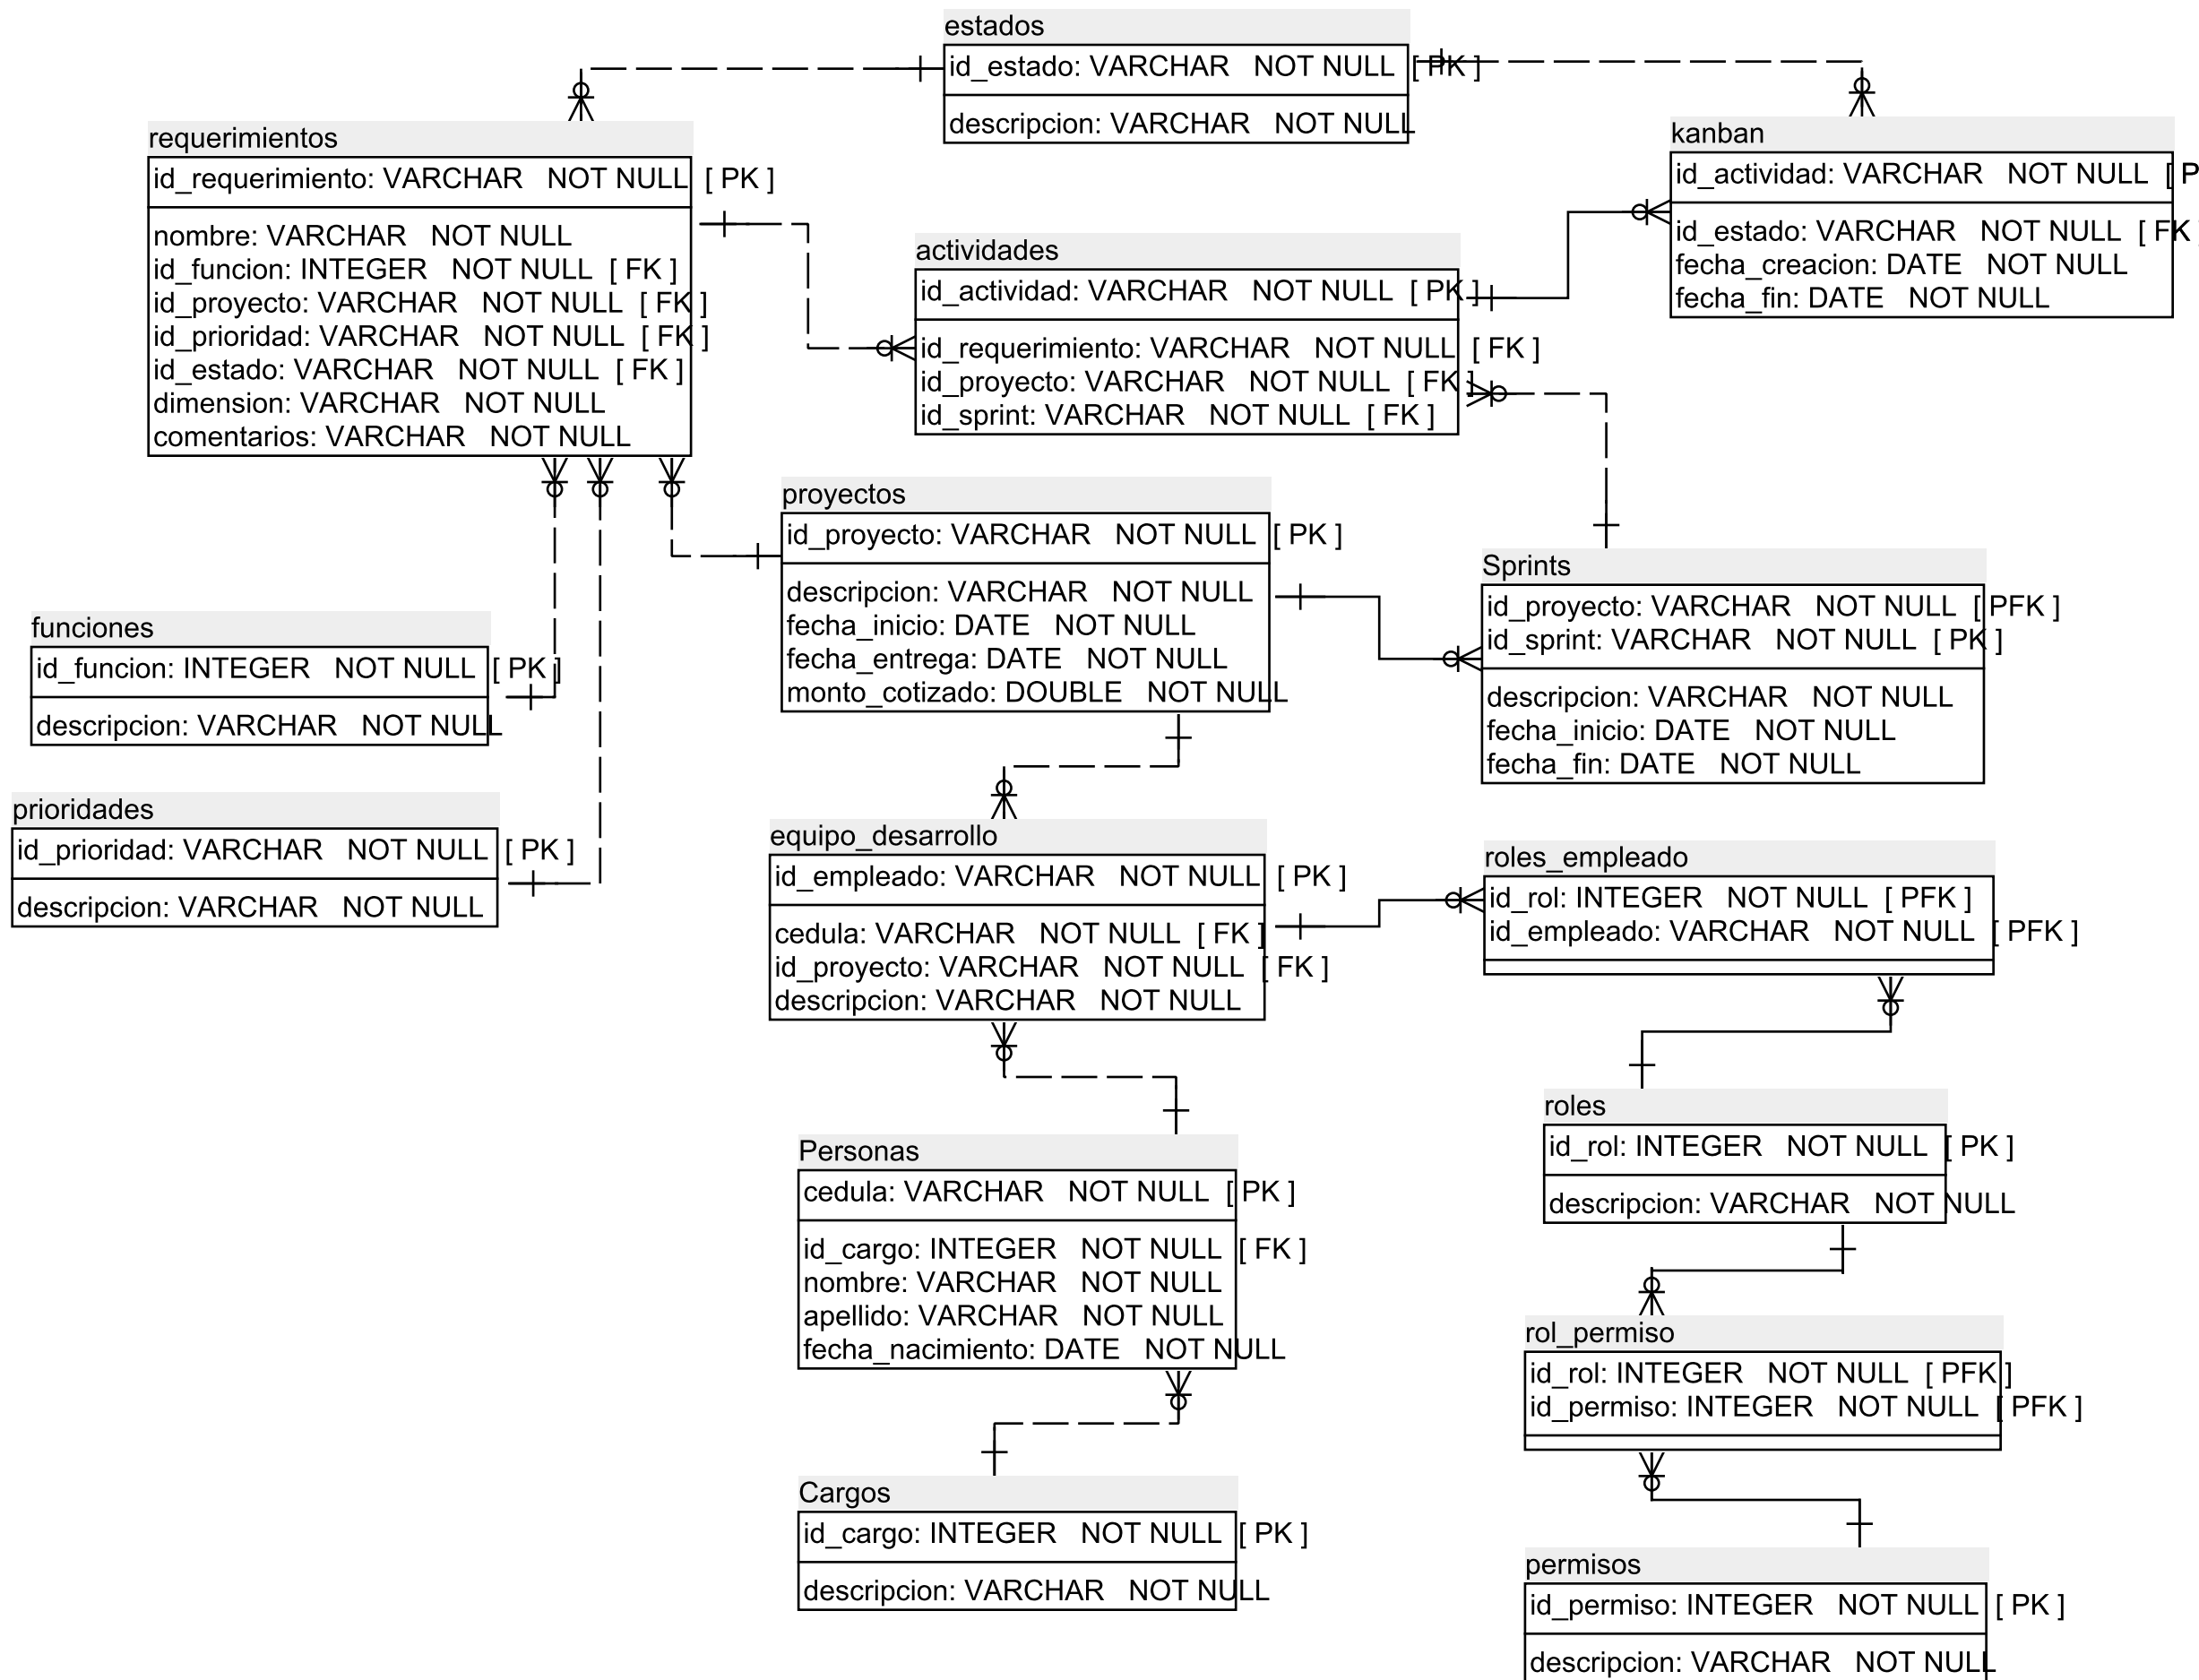 estados
id_estado: VARCHAR NOT NULL [ PK ]
descripcion: VARCHAR NOT NULL
requerimientos
id_requerimiento: VARCHAR NOT NULL [ PK ]
nombre: VARCHAR NOT NULL
id_funcion: INTEGER NOT NULL [ FK ]
id_proyecto: VARCHAR NOT NULL [ FK ]
id_prioridad: VARCHAR NOT NULL [ FK ]
id_estado: VARCHAR NOT NULL [ FK ]
dimension: VARCHAR NOT NULL
comentarios: VARCHAR NOT NULL
kanban
id_actividad: VARCHAR NOT NULL [ P
id_estado: VARCHAR NOT NULL [ FK
fecha_creacion: DATE NOT NULL
fecha_fin: DATE NOT NULL
actividades
id_actividad: VARCHAR NOT NULL [ PK ]
id_requerimiento: VARCHAR NOT NULL [ FK ]
id_proyecto: VARCHAR NOT NULL [ FK ]
id_sprint: VARCHAR NOT NULL [ FK ]
proyectos
id_proyecto: VARCHAR NOT NULL [ PK ]
descripcion: VARCHAR NOT NULL
fecha_inicio: DATE NOT NULL
fecha_entrega: DATE NOT NULL
monto_cotizado: DOUBLE NOT NULL
Sprints
id_proyecto: VARCHAR NOT NULL [ PFK ]
id_sprint: VARCHAR NOT NULL [ PK ]
descripcion: VARCHAR NOT NULL
fecha_inicio: DATE NOT NULL
fecha_fin: DATE NOT NULL
funciones
id_funcion: INTEGER NOT NULL [ PK ]
descripcion: VARCHAR NOT NULL
prioridades
id_prioridad: VARCHAR NOT NULL [ PK ]
descripcion: VARCHAR NOT NULL
equipo_desarrollo
id_empleado: VARCHAR NOT NULL [ PK ]
cedula: VARCHAR NOT NULL [ FK ]
id_proyecto: VARCHAR NOT NULL [ FK ]
descripcion: VARCHAR NOT NULL
roles_empleado
id_rol: INTEGER NOT NULL [ PFK ]
id_empleado: VARCHAR NOT NULL [ PFK ]
roles
id_rol: INTEGER NOT NULL [ PK ]
descripcion: VARCHAR NOT NULL
Personas
cedula: VARCHAR NOT NULL [ PK ]
id_cargo: INTEGER NOT NULL [ FK ]
nombre: VARCHAR NOT NULL
apellido: VARCHAR NOT NULL
fecha_nacimiento: DATE NOT NULL
rol_permiso
id_rol: INTEGER NOT NULL [ PFK ]
id_permiso: INTEGER NOT NULL [ PFK ]
Cargos
id_cargo: INTEGER NOT NULL [ PK ]
descripcion: VARCHAR NOT NULL
permisos
id_permiso: INTEGER NOT NULL [ PK ]
descripcion: VARCHAR NOT NULL